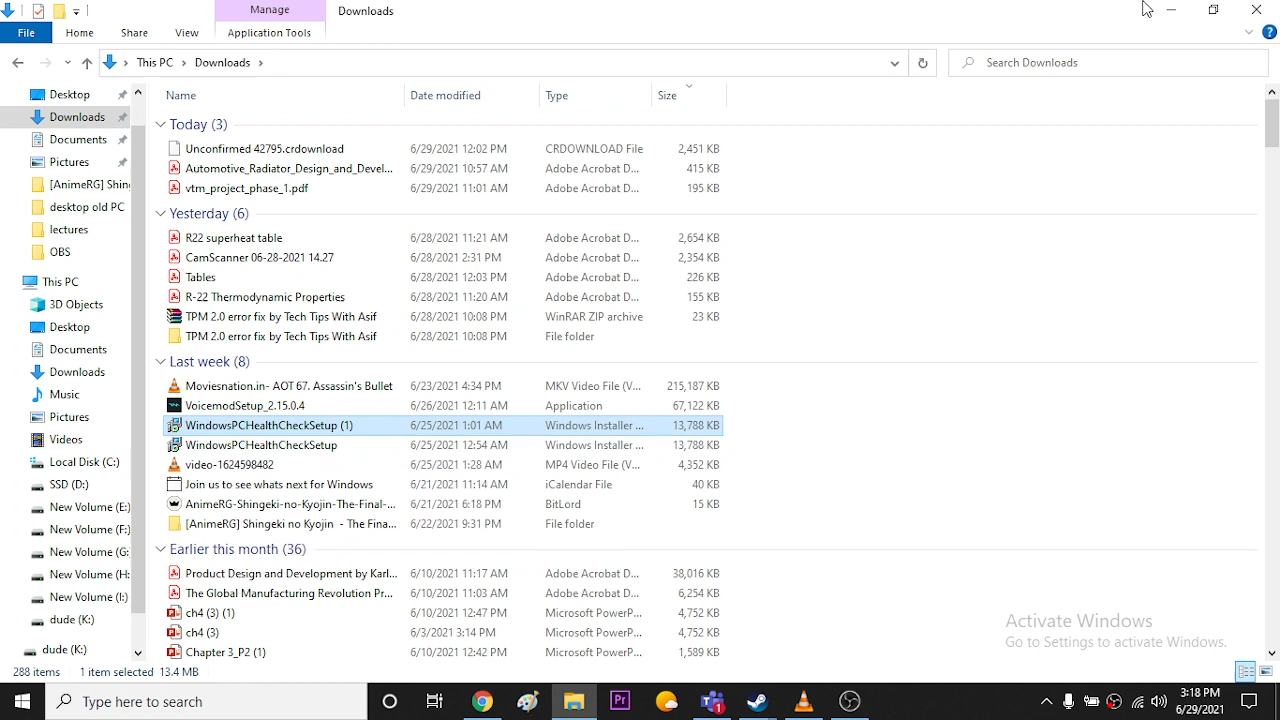 Manage
Downloads
File
Home
Share
View
Application Tools
This PC
Downloads
Search Downloads
Desktop
Downloads
Documents
Pictures
[AnimeRG] Shin
desktop old PC
lectures
OBS
This PC
3D Objects
Desktop
Documents
Downloads
Music
Pictures
Videos
Local Disk (C:)
SSD (D:)
New Volume (E:)
New Volume (F:)
New Volume (G:
New Volume (H:
New Volume (I:)
dude (K:)
dude (K:)
Name Date modified Type Size
Today (3)
Unconfirmed 42795.crdownload 6/29/2021 12:02 PM CRDOWNLOAD File 2,451 KB
Automotive_Radiator_Design_and_Devel... 6/29/2021 10:57 AM Adobe Acrobat D... 415 KB
vtm_project_phase_1.pdf 6/29/2021 11:01 AM Adobe Acrobat D... 195 KB
Yesterday (6)
R22 superheat table 6/28/2021 11:21 AM Adobe Acrobat D... 2,654 KB
CamScanner 06-28-2021 14.27 6/28/2021 2:31 PM Adobe Acrobat D... 2,354 KB
Tables 6/28/2021 12:03 PM Adobe Acrobat D... 226 KB
R-22 Thermodynamic Properties 6/28/2021 11:20 AM Adobe Acrobat D... 155 KB
TPM 2.0 error fix by Tech Tips With Asif 6/28/2021 10:08 PM WinRAR ZIP archive 23 KB
TPM 2.0 error fix by Tech Tips With Asif 6/28/2021 10:08 PM File folder
Last week (8)
Moviesnation.in- AOT 67. Assassin's Bullet 6/23/2021 4:34 PM MKV Video File (V... 215,187 KB
VoicemodSetup_2.15.0.4 6/26/2021 12:11 AM Application 67,122 KB
WindowsPCHealthCheckSetup (1) 6/25/2021 1:01 AM Windows Installer ... 13,788 KB
WindowsPCHealthCheckSetup 6/25/2021 12:54 AM Windows Installer ... 13,788 KB
video-1624598482 6/25/2021 1:28 AM MP4 Video File (V... 4,352 KB
Join us to see whats next for Windows 6/21/2021 11:14 AM iCalendar File 40 KB
AnimeRG-Shingeki-no-Kyojin-The-Final-... 6/21/2021 6:18 PM BitLord 15 KB
[AnimeRG] Shingeki no Kyojin - The Fina... 6/22/2021 9:31 PM File folder
Earlier this month (36)
Product Design and Development by Karl... 6/10/2021 11:17 AM Adobe Acrobat D... 38,016 KB
The Global Manufacturing Revolution Pr... 6/10/2021 11:03 AM Adobe Acrobat D... 6,254 KB
ch4 (3) (1) 6/10/2021 12:47 PM Microsoft PowerP... 4,752 KB
ch4 (3) 6/3/2021 3:14 PM Microsoft PowerP... 4,752 KB
Chapter 3_P2 (1) 6/10/2021 12:42 PM Microsoft PowerP... 1,589 KB
Activate Windows
Go to Settings to activate Windows.
288 items 1 item selected 13.4 MB
Type here to search
Pr
1
3:18 PM
6/29/2021